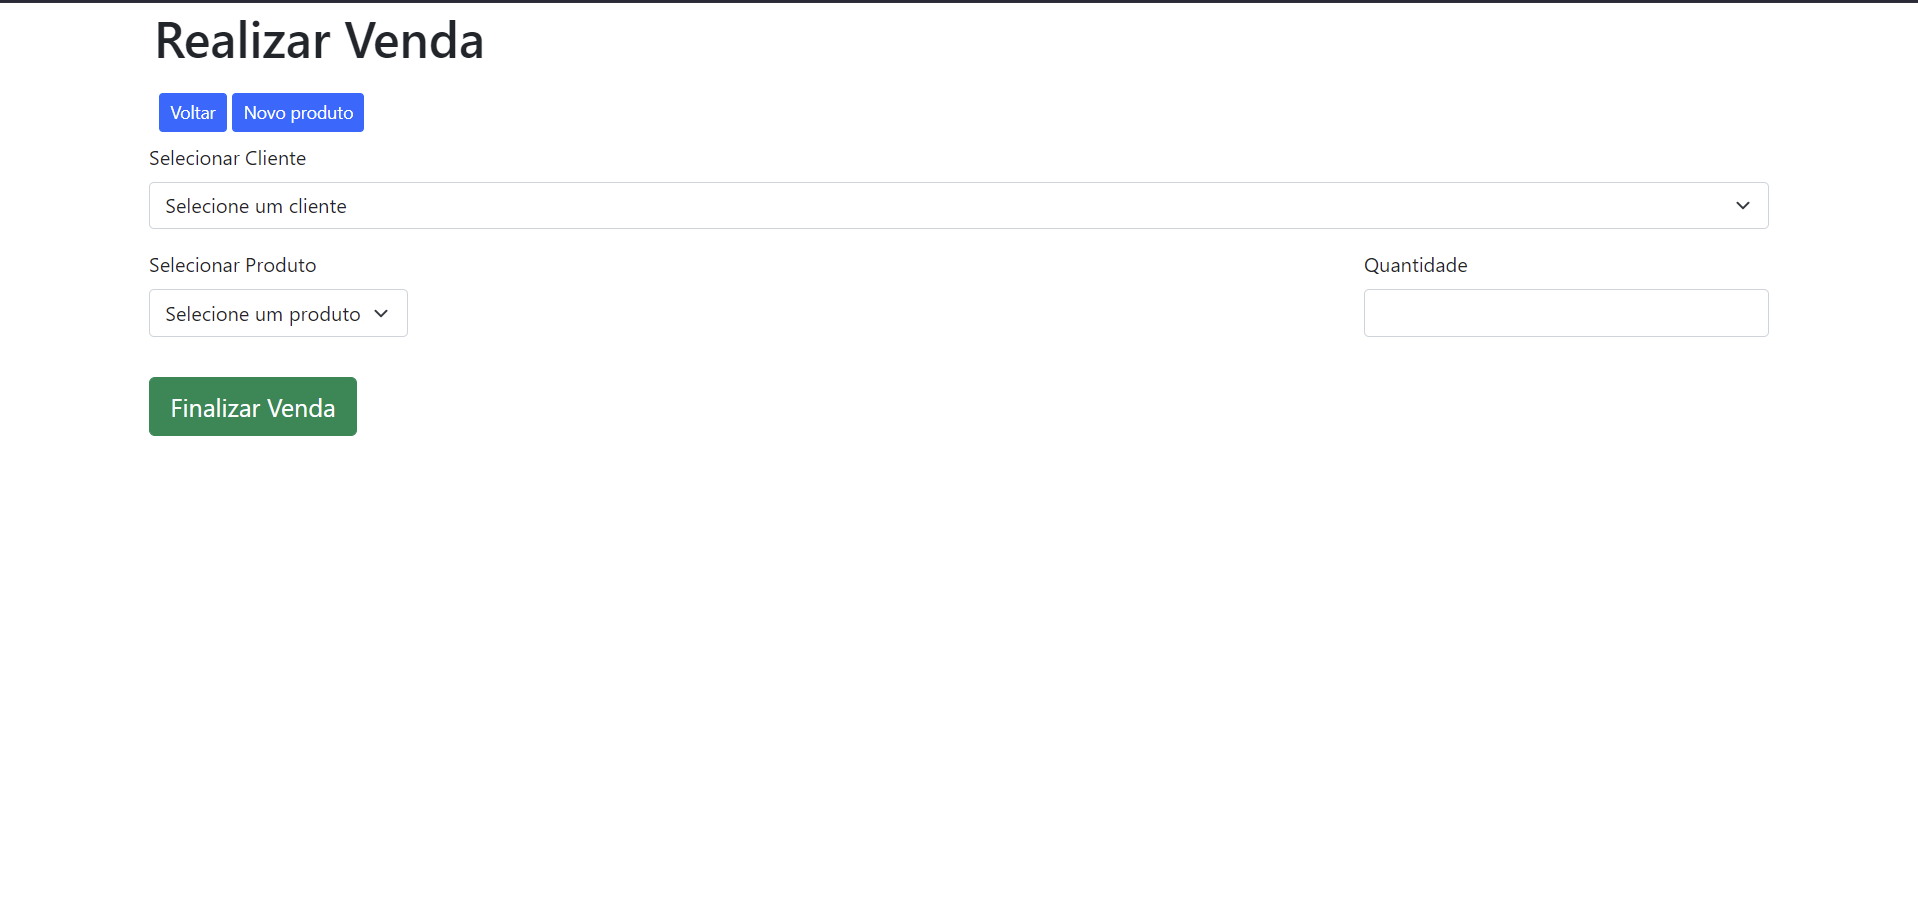 Realizar Venda
Voltar Novo produto
Selecionar Cliente
Selecione um cliente
Selecionar Produto Quantidade
Selecione um produto
Finalizar Venda